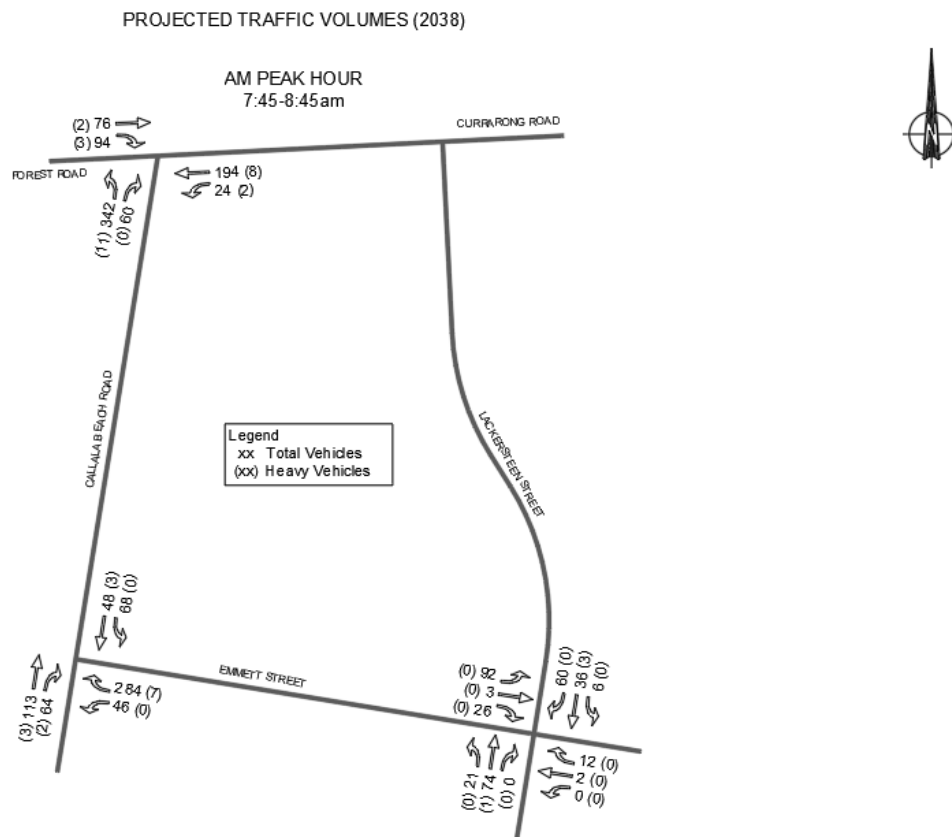 PROJECTED TRAFFIC VOLUMES (2038)
AM PEAK HOUR
7:45-8:45am
N
CURRARONG ROAD
(2) 76
(3) 94
FOREST ROAD
194 (8)
24 (2)
(11) 342
(0) 60
CALLALA BEACH ROAD
LACKERSTEEN STREET
Legend
xx Total Vehicles
(xx) Heavy Vehicles
48 (3)
68 (0)
EMMETT STREET
284 (7)
46 (0)
(3) 113
(2) 64
(0) 92
(0) 3
(0) 26
60 (0)
36 (3)
6 (0)
12 (0)
2 (0)
0 (0)
(0) 21
(1) 74
(0) 0